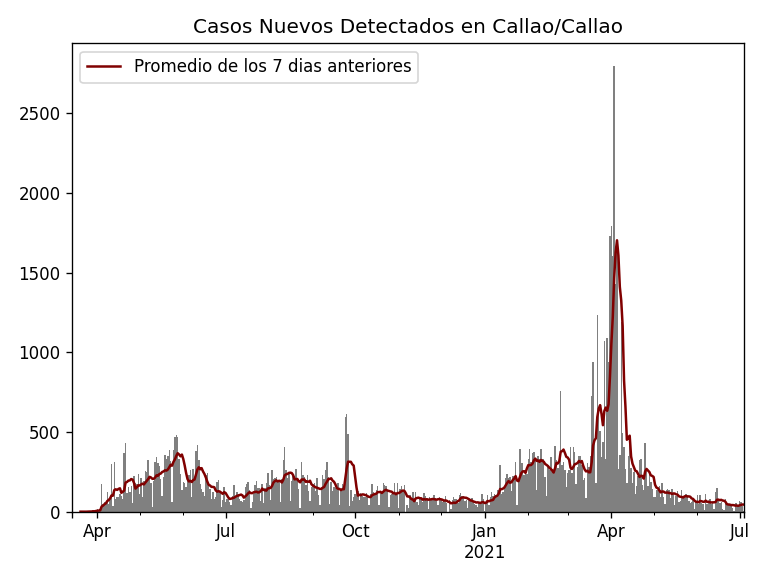 Casos Nuevos Detectados en Callao/Callao
Promedio de los 7 dias anteriores
2500
2000
1500
1000
500
0
Apr
Jul
Oct
Jan
2021
Apr
Jul